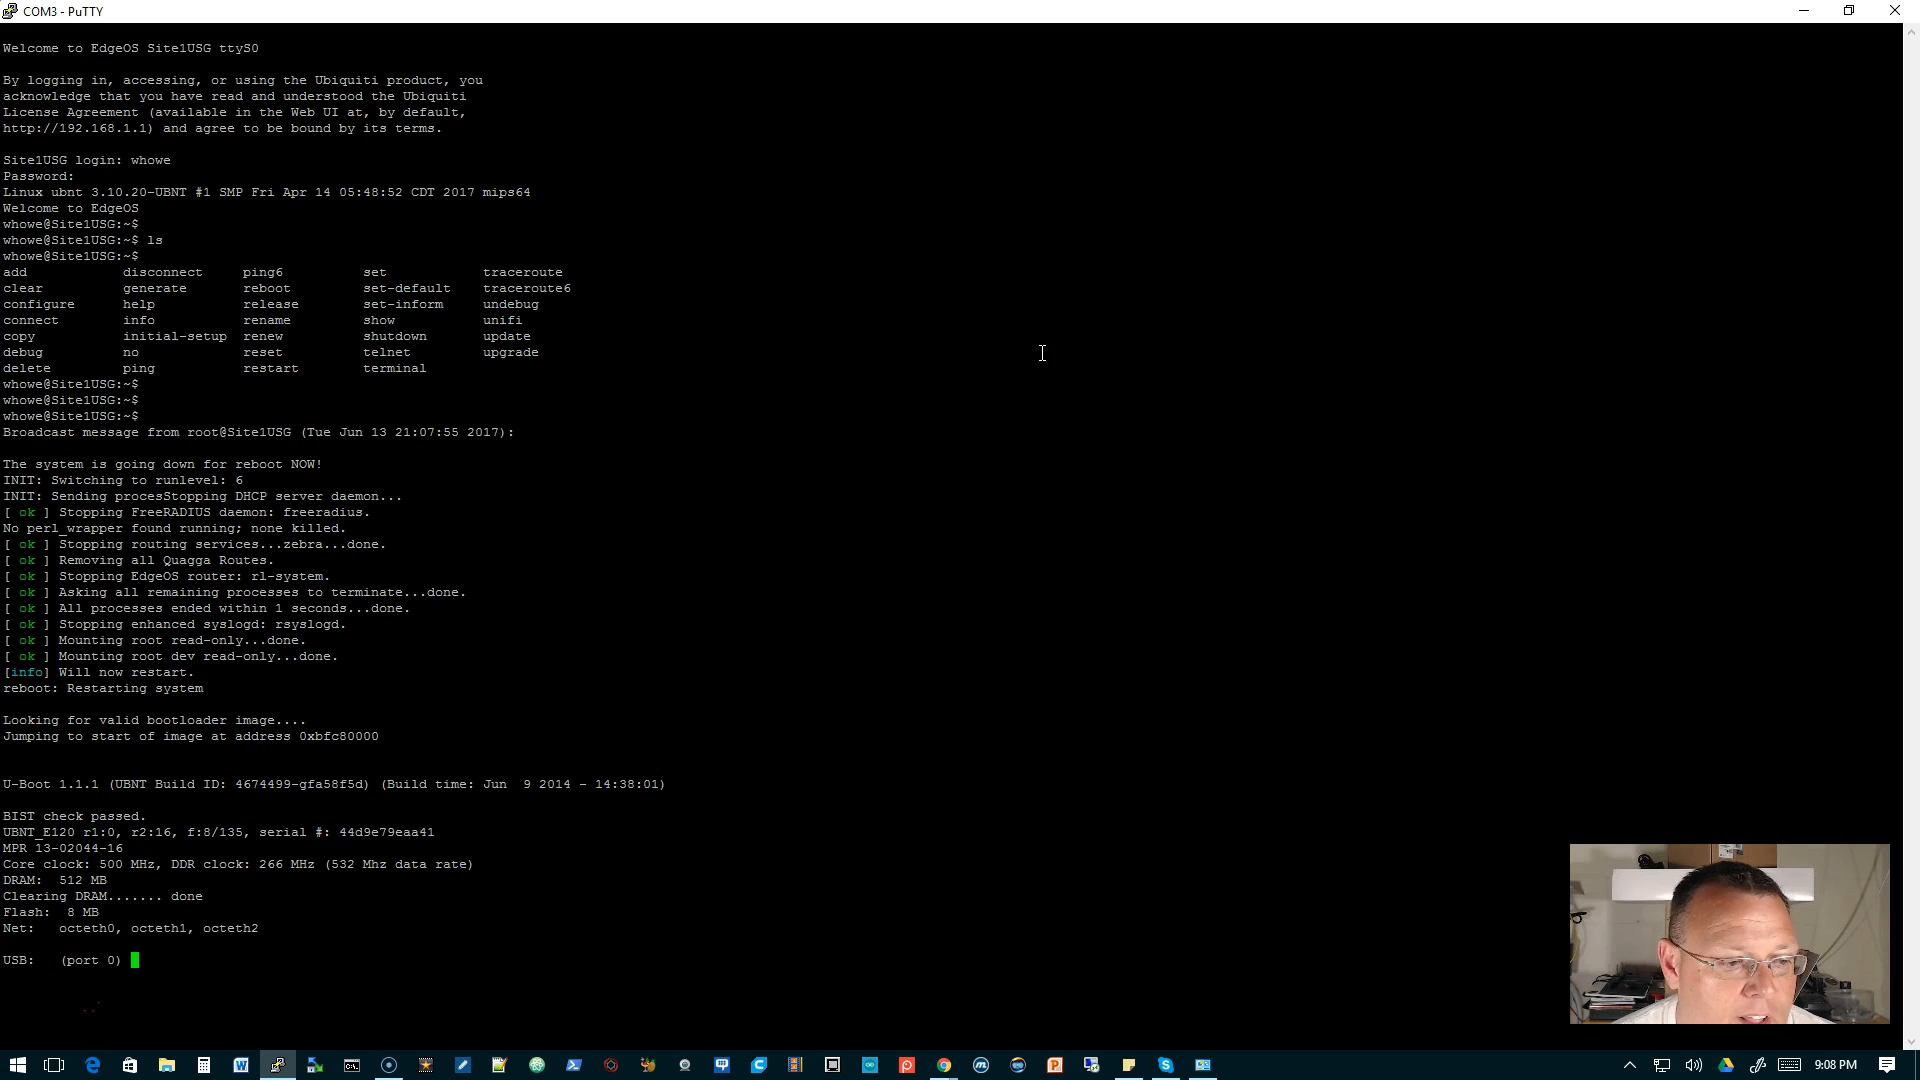 COM3 - PuTTY
Welcome to EdgeOS Site1USG ttyS0
By logging in, accessing, or using the Ubiquiti product, you
acknowledge that you have read and understood the Ubiquiti
License Agreement (available in the Web UI at, by default,
http://192.168.1.1) and agree to be bound by its terms.
Site1USG login: whowe
Password:
Linux ubnt 3.10.20-UBNT #1 SMP Fri Apr 14 05:48:52 CDT 2017 mips64
Welcome to EdgeOS
whowe@Site1USG:~$
whowe@Site1USG:~$ ls
whowe@Site1USG:~$
add disconnect ping6 set traceroute
clear generate reboot set-default traceroute6
configure help release set-inform undebug
connect info rename show unifi
copy initial-setup renew shutdown update
debug no reset telnet upgrade
delete ping restart terminal
whowe@Site1USG:~$
whowe@Site1USG:~$
whowe@Site1USG:~$
Broadcast message from root@Site1USG (Tue Jun 13 21:07:55 2017):
The system is going down for reboot NOW!
INIT: Switching to runlevel: 6
INIT: Sending procesStopping DHCP server daemon...
[ ok ] Stopping FreeRADIUS daemon: freeradius.
No perl_wrapper found running; none killed.
[ ok ] Stopping routing services...zebra...done.
[ ok ] Removing all Quagga Routes.
[ ok ] Stopping EdgeOS router: rl-system.
[ ok ] Asking all remaining processes to terminate...done.
[ ok ] All processes ended within 1 seconds...done.
[ ok ] Stopping enhanced syslogd: rsyslogd.
[ ok ] Mounting root read-only...done.
[ ok ] Mounting root dev read-only...done.
[info] Will now restart.
reboot: Restarting system
Looking for valid bootloader image....
Jumping to start of image at address 0xbfc80000
U-Boot 1.1.1 (UBNT Build ID: 4674499-gfa58f5d) (Build time: Jun  9 2014 - 14:38:01)
BIST check passed.
UBNT_E120 r1:0, r2:16, f:8/135, serial #: 44d9e79eaa41
MPR 13-02044-16
Core clock: 500 MHz, DDR clock: 266 MHz (532 Mhz data rate)
DRAM:  512 MB
Clearing DRAM....... done
Flash:  8 MB
Net:   octeth0, octeth1, octeth2
USB:   (port 0)
9:08 PM